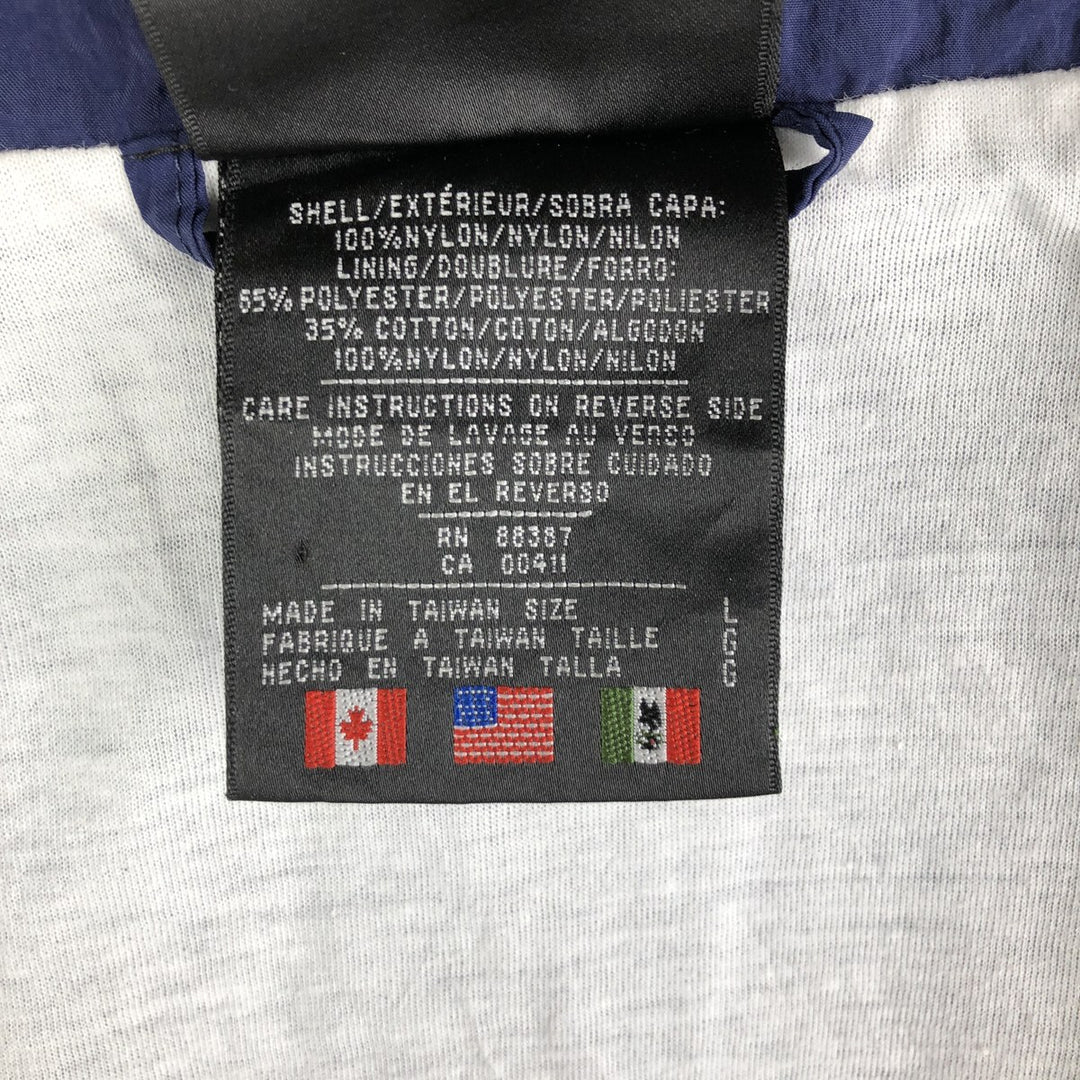 SHELL/EXTÉRIEUR/SOBRA CAPA:
100%NYLON/NYLON/NILON
LINING/DOUBLURE/FORRO:
65% POLYESTER/POLYESTER/POLIESTER
35% COTTON/COTON/ALGODON
100%NYLON/NYLON/NILON
CARE INSTRUCTIONS ON REVERSE SIDE
MODE DE LAVAGE AU VERSO
INSTRUCCIONES SOBRE CUIDADO
EN EL REVERSO
RN 88387
CA 00411
MADE IN TAIWAN SIZE L
FABRIQUE A TAIWAN TAILLE G
HECHO EN TAIWAN TALLA G